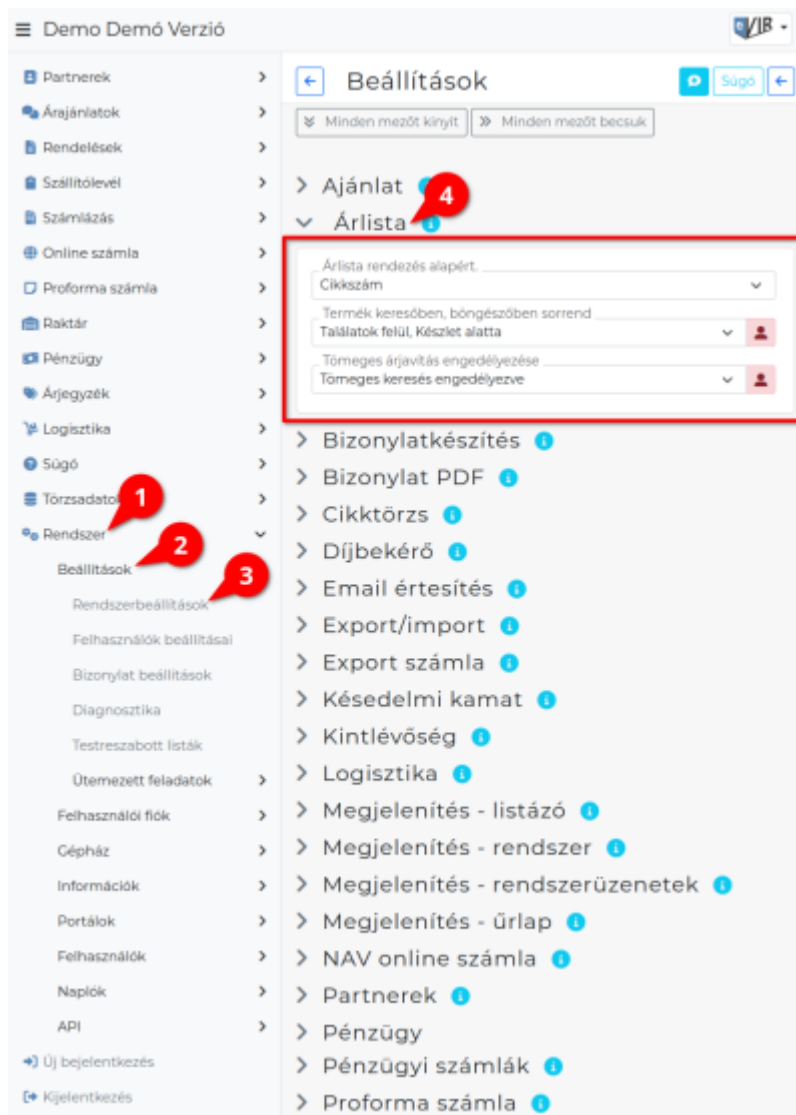 Demo Demó Verzió
VIB
Partnerek
Árajánlatok
Rendelések
Szállítólevél
Számlázás
Online számla
Proforma számla
Raktár
Pénzügy
Árjegyzék
Logisztika
Súgó
Törzsadatok
1
Rendszer
2
Beállítások
3
Rendszerbeállítások
Felhasználók beállításai
Bizonylat beállítások
Diagnosztika
Testreszabott listák
Ütemezett feladatok
Felhasználói fiók
Gépház
Információk
Portálok
Felhasználók
Naplók
API
Új bejelentkezés
Kijelentkezés
Beállítások
Súgó
Minden mezőt kinyit
Minden mezőt becsuk
Ajánlat
4
Árlista
Árlista rendezés alapért.
Cikkszám
Termék keresőben, böngészőben sorrend
Találatok felül, Készlet alatta
Tömeges árjavítás engedélyezése
Tömeges keresés engedélyezve
Bizonylatkészítés
Bizonylat PDF
Cikktörzs
Díjbekérő
Email értesítés
Export/import
Export számla
Késedelmi kamat
Kintlévőség
Logisztika
Megjelenítés - listázó
Megjelenítés - rendszer
Megjelenítés - rendszerüzenetek
Megjelenítés - űrlap
NAV online számla
Partnerek
Pénzügy
Pénzügyi számlák
Proforma számla